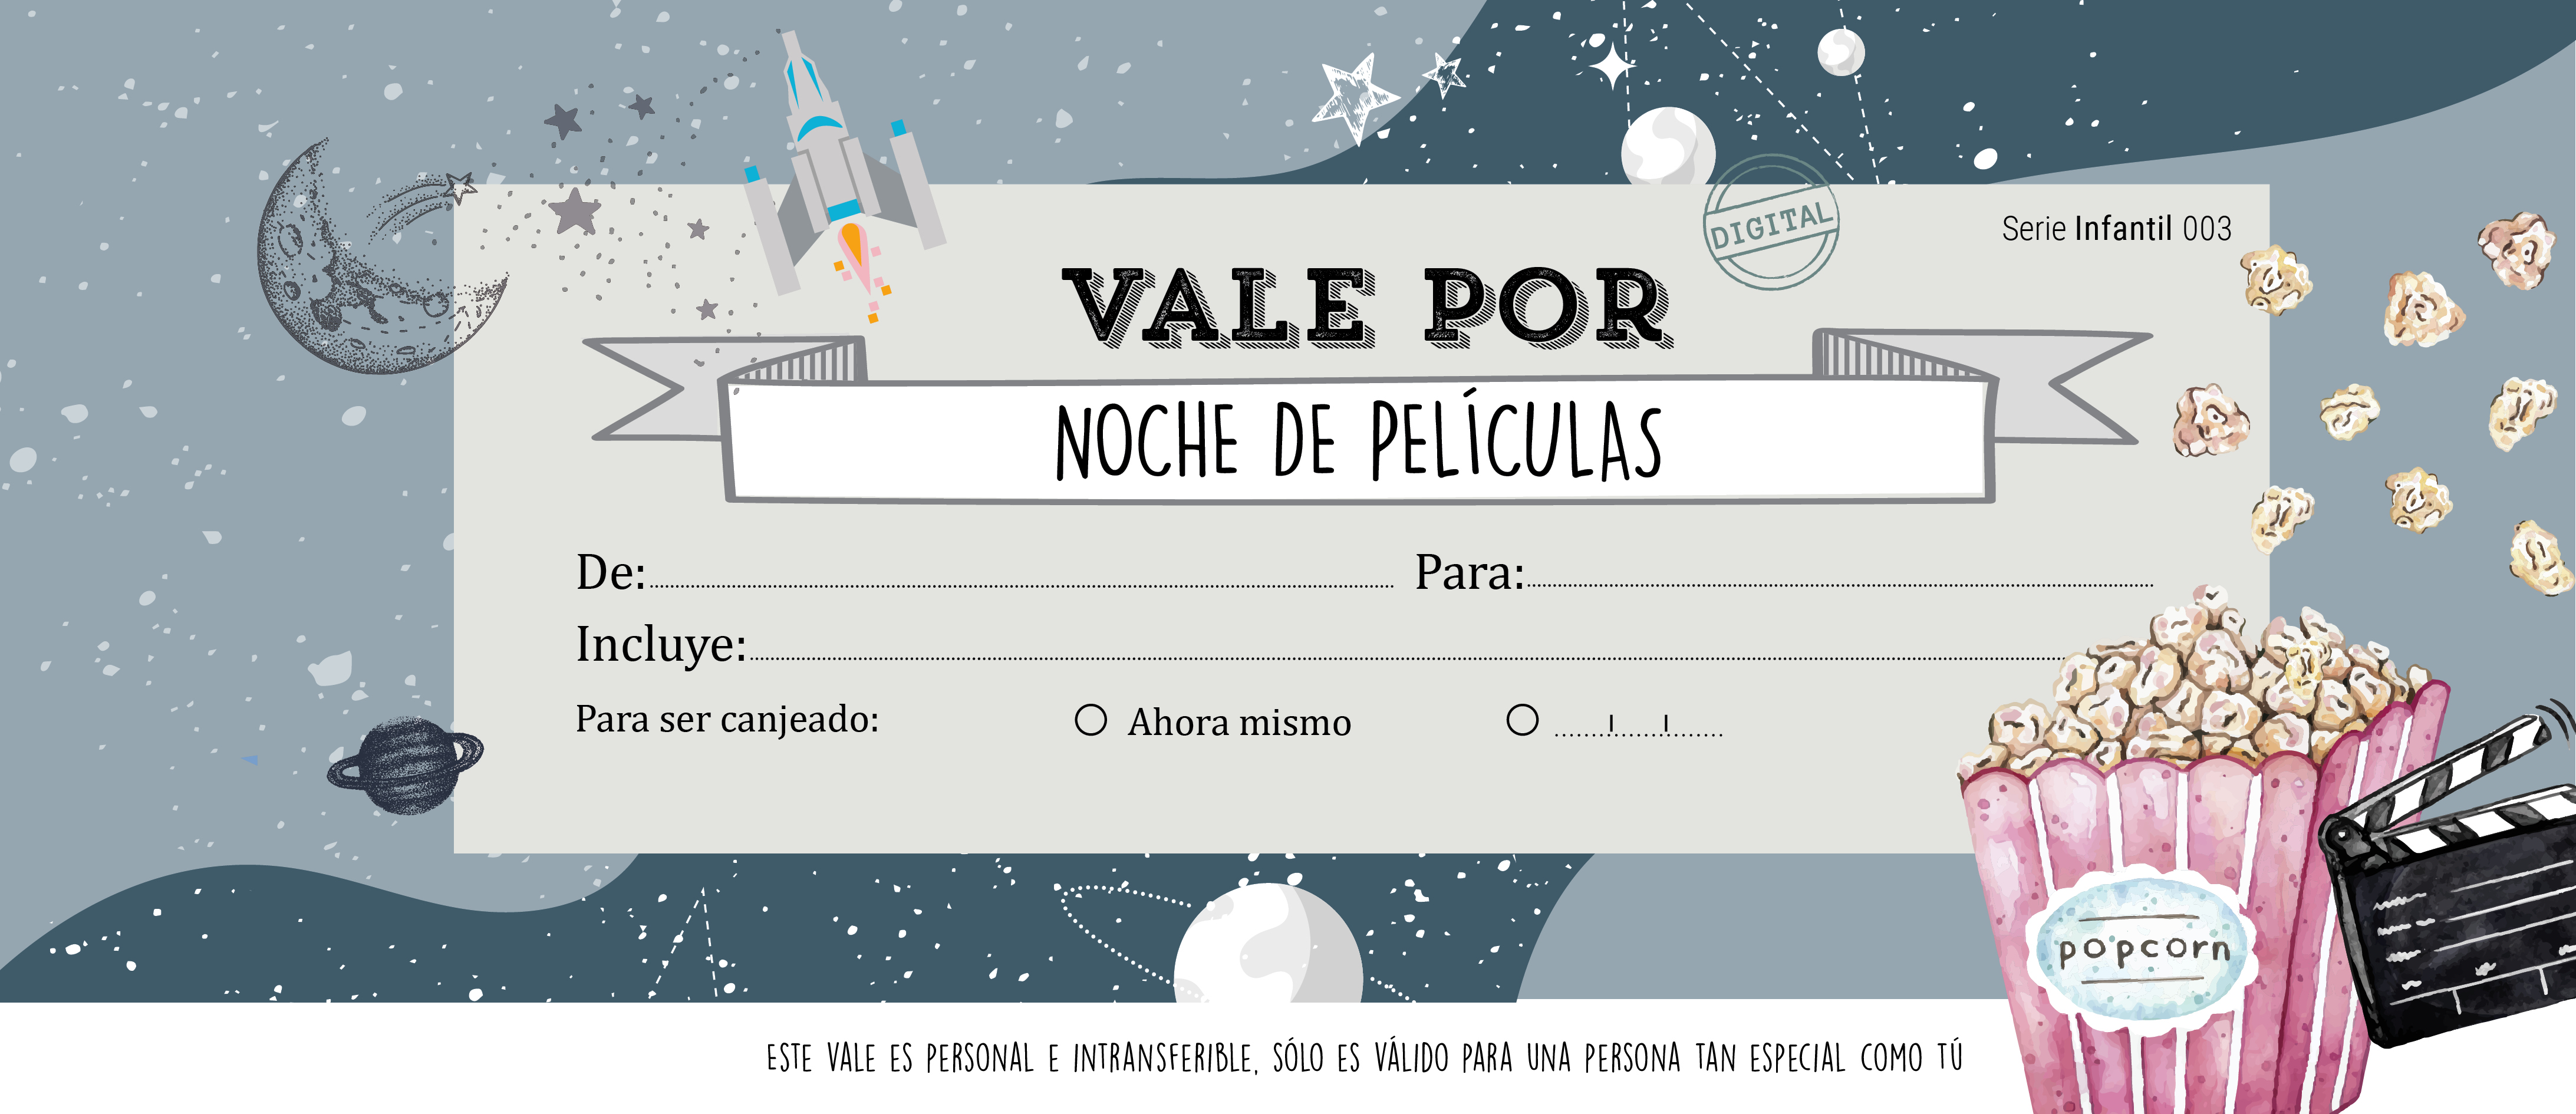 DIGITAL
Serie Infantil 003
VALE POR
NOCHE DE PELÍCULAS
De: Para:
Incluye:
Para ser canjeado: Ahora mismo
popcorn
ESTE VALE ES PERSONAL E INTRANSFERIBLE, SÓLO ES VÁLIDO PARA UNA PERSONA TAN ESPECIAL COMO TÚ